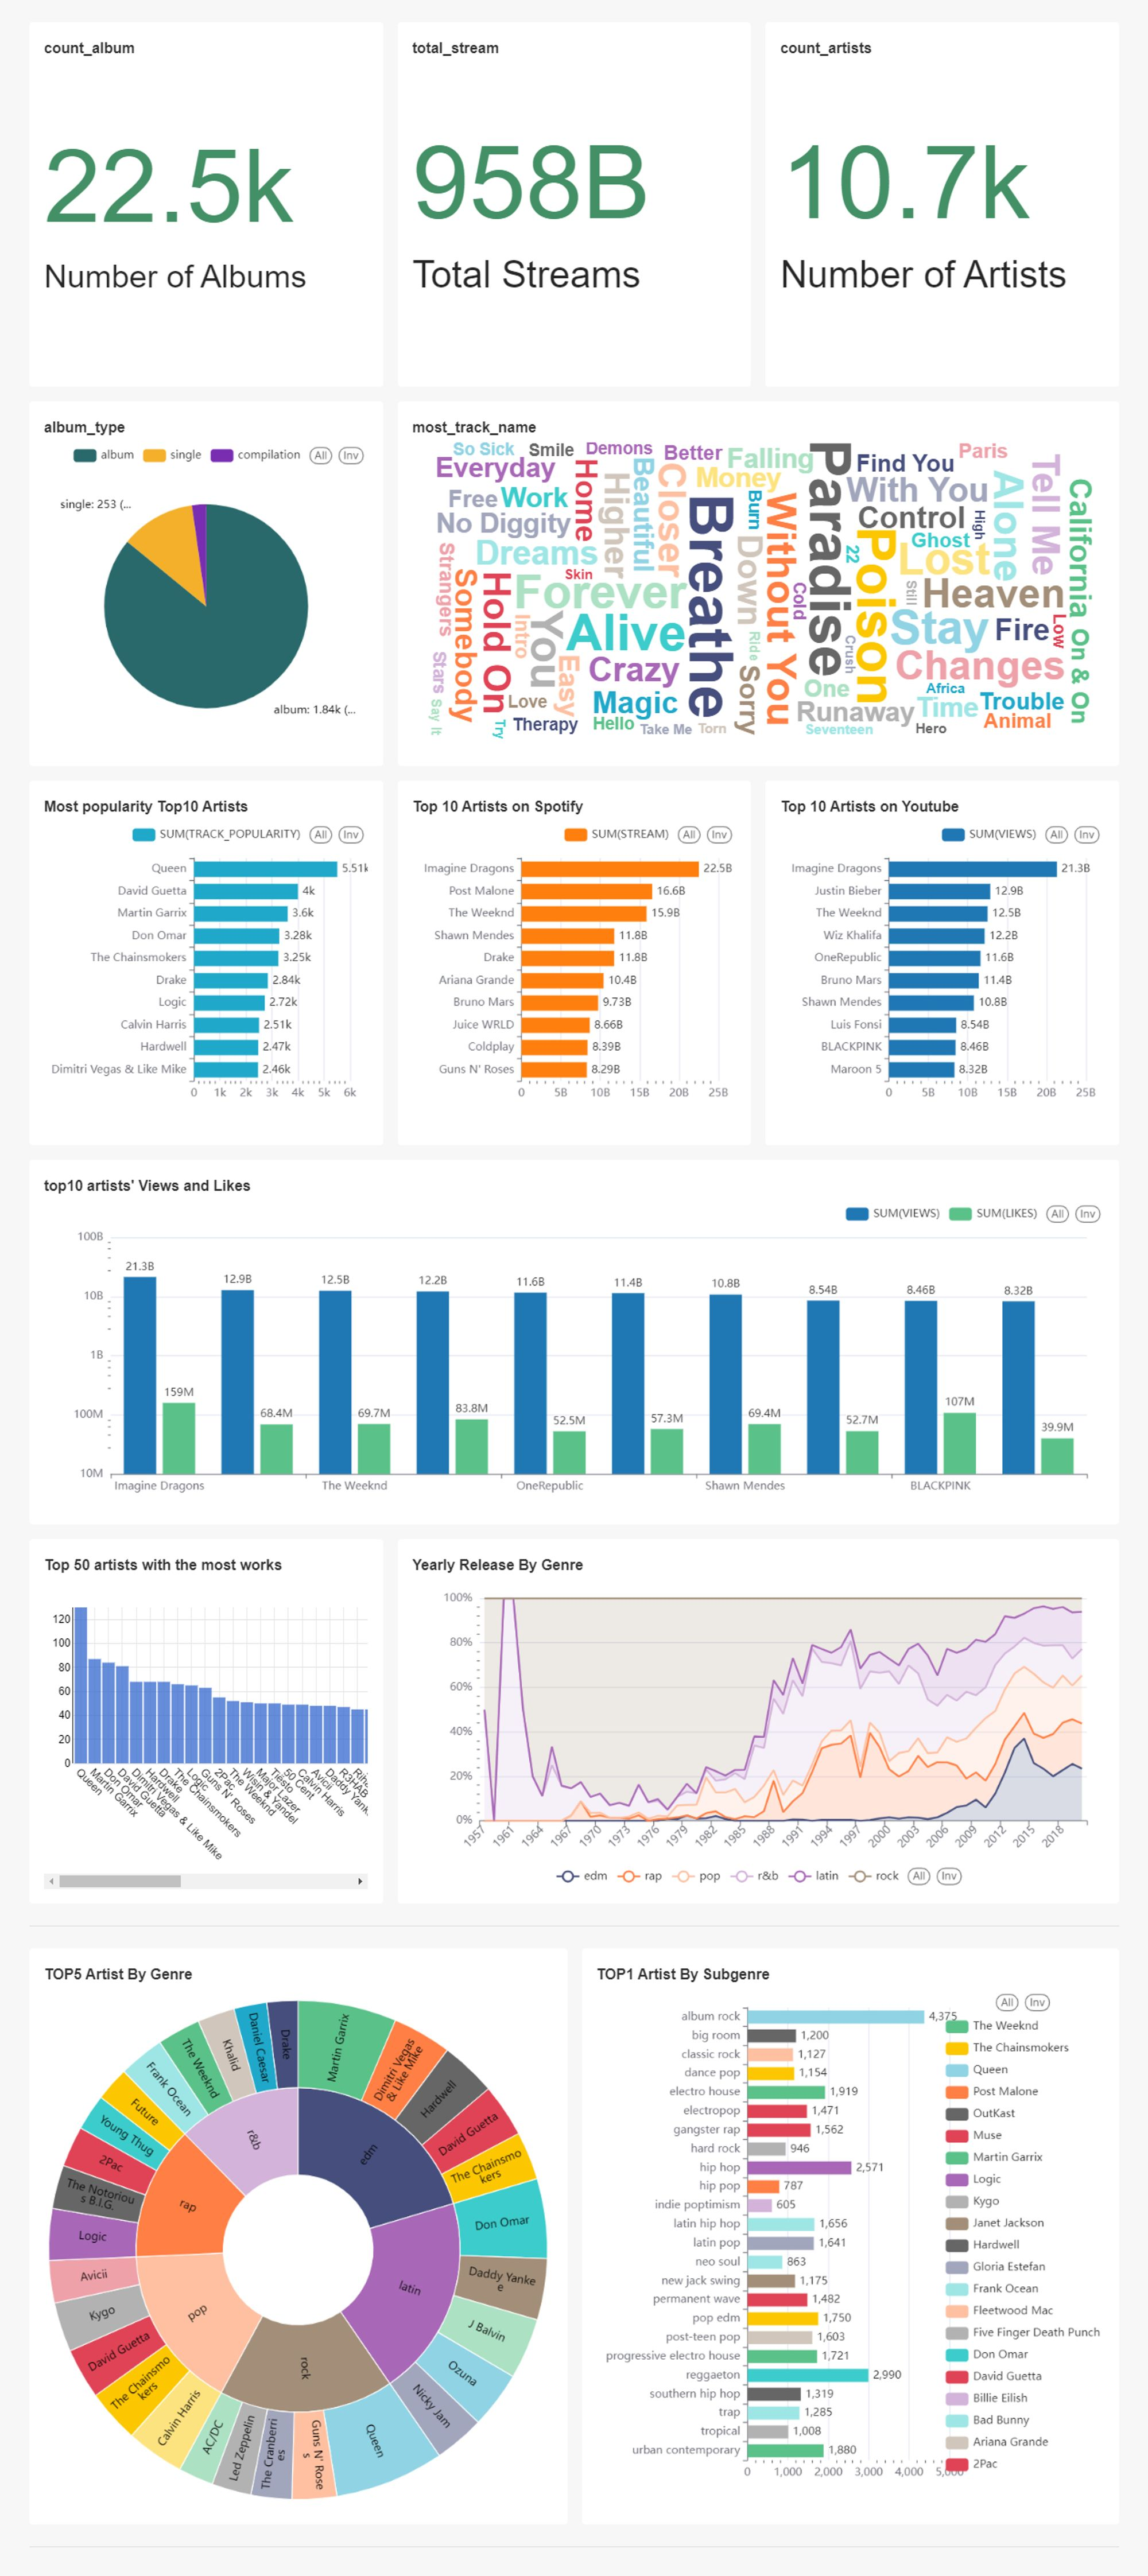 count_album
22.5k
Number of Albums
total_stream
958B
Total Streams
count_artists
10.7k
Number of Artists
album_type
album single compilation All Inv
single: 253 (...
album: 1.84k (...
most_track_name
So Sick
Smile
Demons
Better
Falling
Paradise
Find You
Paris
Everyday
Home
Higher
Beautiful
Closer
Money
With You
Alone
Tell Me
California
Free
Work
Burn
Without You
Control
High
No Diggity
Breathe
Down
22
Poison
Ghost
Dreams
Lost
Strangers
Somebody
Hold On
Skin
Forever
Cold
Still
Heaven
Intro
You
Alive
Ride
Crush
Stay
Fire
Low
On & On
Stars
Easy
Crazy
Sorry
Changes
Love
Magic
One
Africa
Say It
Try
Therapy
Hello
Take Me
Torn
Runaway
Time
Trouble
Seventeen
Hero
Animal
Most popularity Top10 Artists
SUM(TRACK_POPULARITY) All Inv
Queen 5.51k
David Guetta 4k
Martin Garrix 3.6k
Don Omar 3.28k
The Chainsmokers 3.25k
Drake 2.84k
Logic 2.72k
Calvin Harris 2.51k
Hardwell 2.47k
Dimitri Vegas & Like Mike 2.46k
0 1k 2k 3k 4k 5k 6k
Top 10 Artists on Spotify
SUM(STREAM) All Inv
Imagine Dragons 22.5B
Post Malone 16.6B
The Weeknd 15.9B
Shawn Mendes 11.8B
Drake 11.8B
Ariana Grande 10.4B
Bruno Mars 9.73B
Juice WRLD 8.66B
Coldplay 8.39B
Guns N' Roses 8.29B
0 5B 10B 15B 20B 25B
Top 10 Artists on Youtube
SUM(VIEWS) All Inv
Imagine Dragons 21.3B
Justin Bieber 12.9B
The Weeknd 12.5B
Wiz Khalifa 12.2B
OneRepublic 11.6B
Bruno Mars 11.4B
Shawn Mendes 10.8B
Luis Fonsi 8.54B
BLACKPINK 8.46B
Maroon 5 8.32B
0 5B 10B 15B 20B 25B
top10 artists' Views and Likes
SUM(VIEWS) SUM(LIKES) All Inv
100B
10B
1B
100M
10M
21.3B 12.9B 12.5B 12.2B 11.6B 11.4B 10.8B 8.54B 8.46B 8.32B
159M 68.4M 69.7M 83.8M 52.5M 57.3M 69.4M 52.7M 107M 39.9M
Imagine Dragons The Weeknd OneRepublic Shawn Mendes BLACKPINK
Top 50 artists with the most works
120
100
80
60
40
20
0
Queen
Martin Garrix
Don Omar
David Guetta
Dimitri Vegas & Like Mike
Hardwell
Drake
The Chainsmokers
Logic
Guns N' Roses
2Pac
The Weeknd
Wisin & Yandel
Major Lazer
Tiësto
50 Cent
Calvin Harris
Avicii
Daddy Yank
R3HAB
Yearly Release By Genre
100%
80%
60%
40%
20%
0%
1957 1961 1964 1967 1970 1973 1976 1979 1982 1985 1988 1991 1994 1997 2000 2003 2006 2009 2012 2015 2018
edm rap pop r&b latin rock All Inv
TOP5 Artist By Genre
edm
latin
rock
pop
rap
r&b
Martin Garrix
Dimitri Vegas
& Like Mike
Hardwell
David Guetta
The Chainsmo
kers
Don Omar
Daddy Yanke
e
J Balvin
Ozuna
Nicky Jam
Queen
Guns N' Rose
s
The Cranberri
es
Led Zeppelin
AC/DC
Calvin Harris
The Chainsmo
kers
David Guetta
Kygo
Avicii
Logic
The Notoriou
s B.I.G.
2Pac
Young Thug
Future
Frank Ocean
The Weeknd
Khalid
Daniel Caesar
Drake
TOP1 Artist By Subgenre
All Inv
album rock 4,375
big room 1,200
classic rock 1,127
dance pop 1,154
electro house 1,919
electropop 1,471
gangster rap 1,562
hard rock 946
hip hop 2,571
hip pop 787
indie poptimism 605
latin hip hop 1,656
latin pop 1,641
neo soul 863
new jack swing 1,175
permanent wave 1,482
pop edm 1,750
post-teen pop 1,603
progressive electro house 1,721
reggaeton 2,990
southern hip hop 1,319
trap 1,285
tropical 1,008
urban contemporary 1,880
0 1,000 2,000 3,000 4,000
The Weeknd
The Chainsmokers
Queen
Post Malone
OutKast
Muse
Martin Garrix
Logic
Kygo
Janet Jackson
Hardwell
Gloria Estefan
Frank Ocean
Fleetwood Mac
Five Finger Death Punch
Don Omar
David Guetta
Billie Eilish
Bad Bunny
Ariana Grande
2Pac